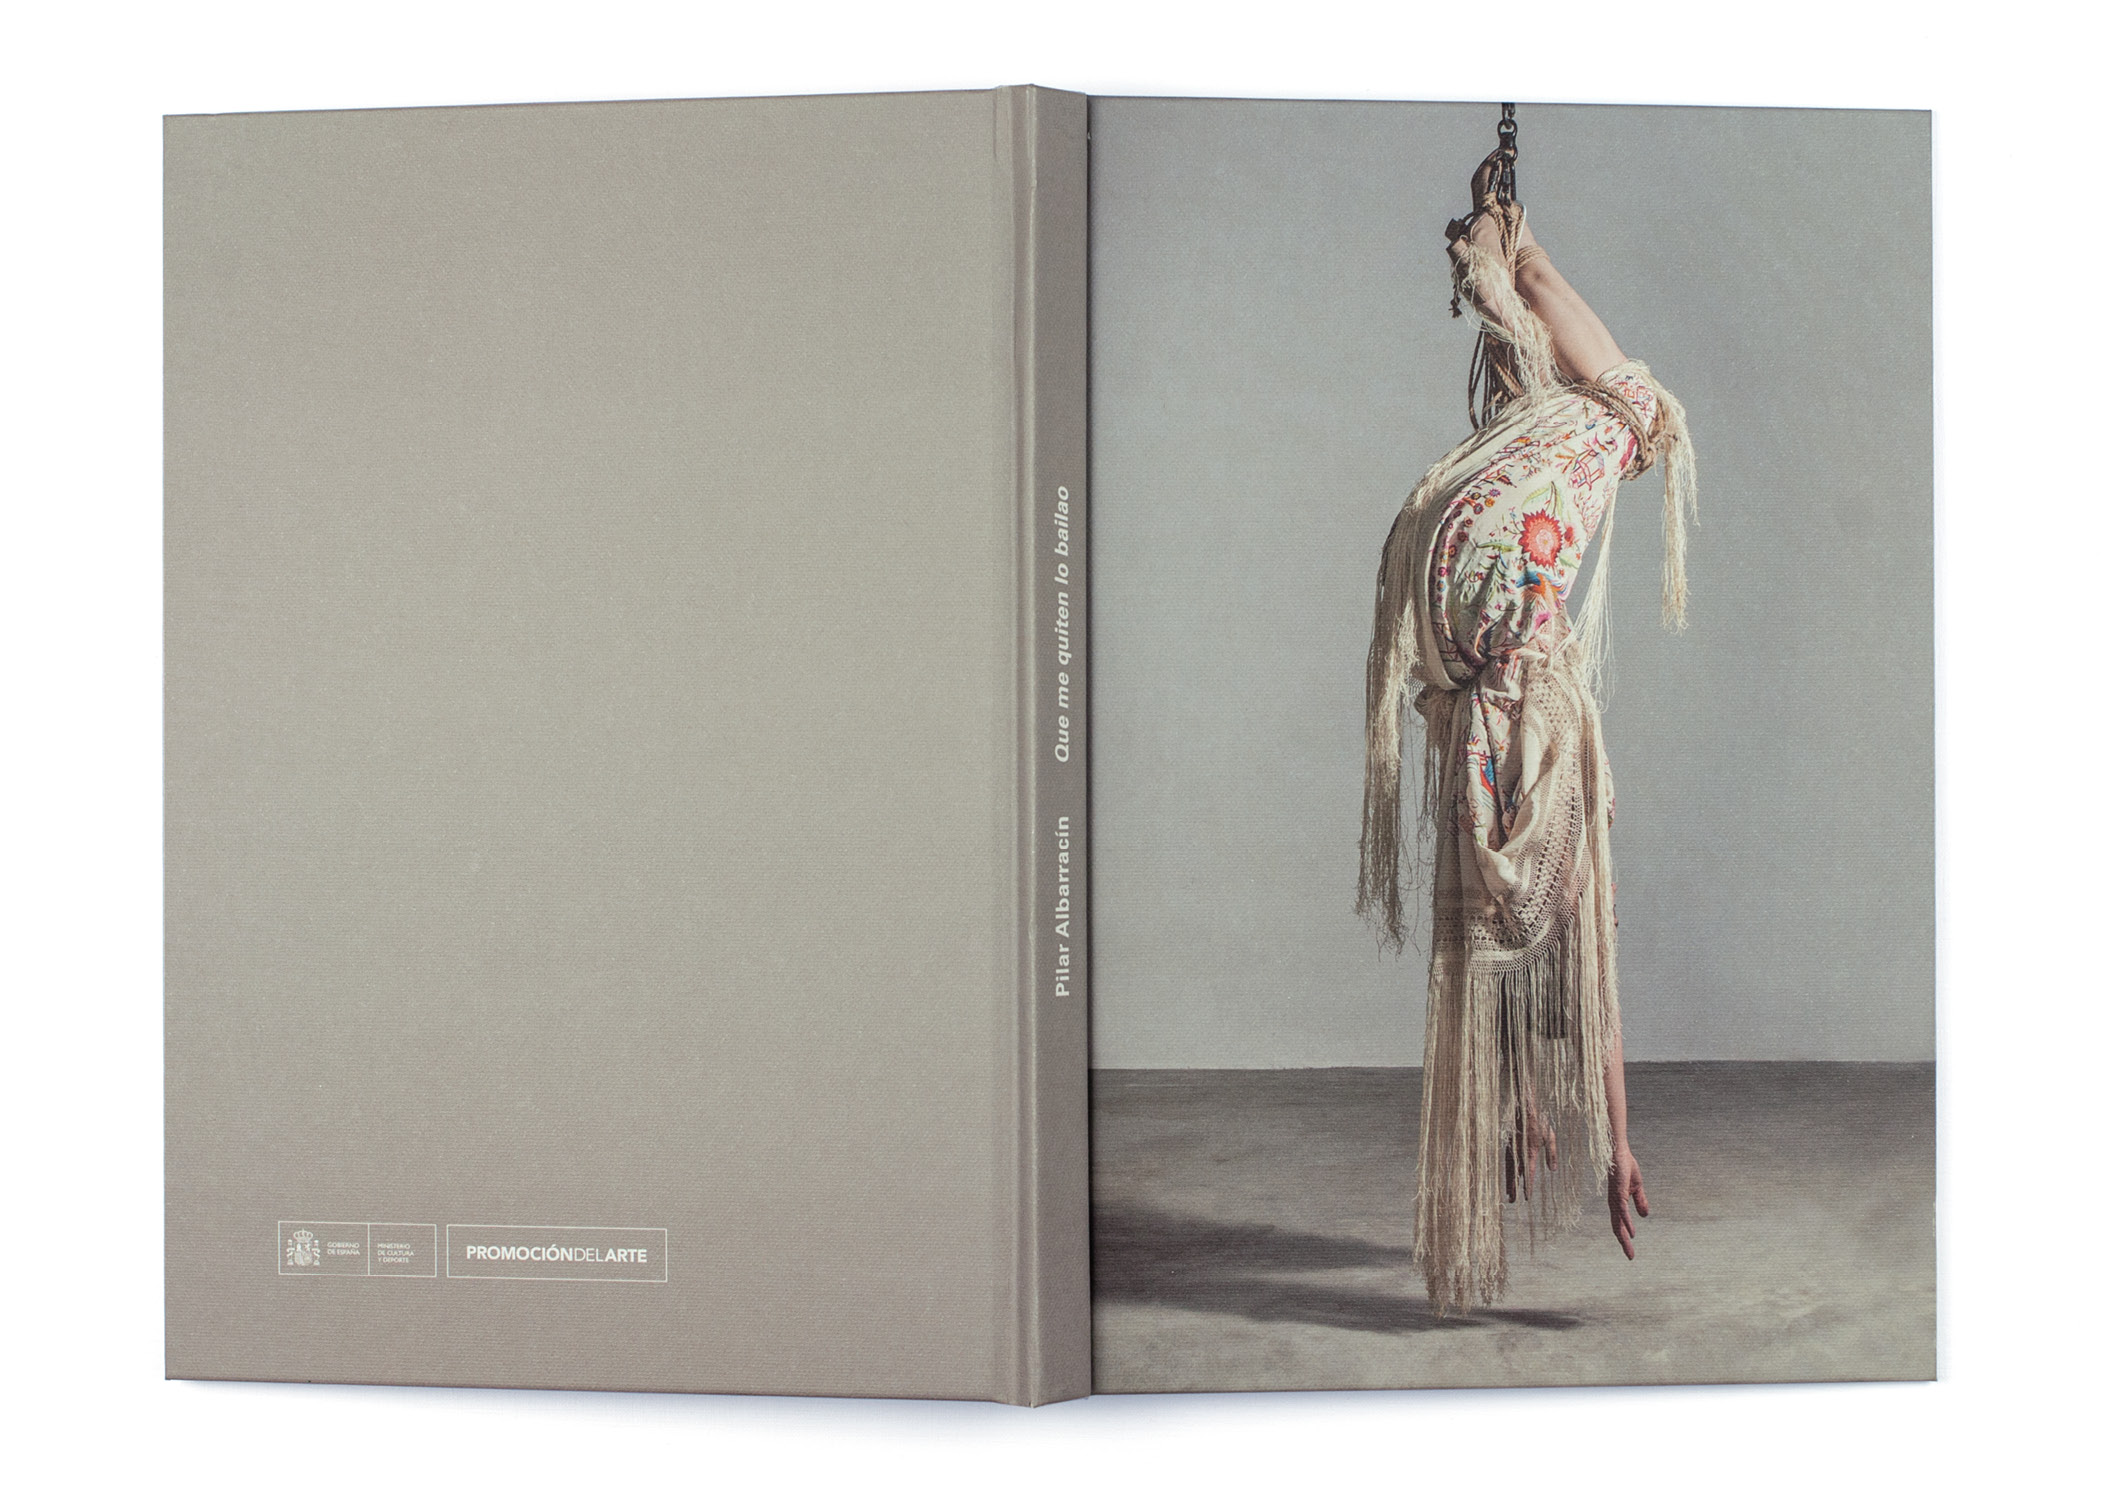 Pilar Albarracín Que me quiten lo bailao
GOBIERNO
DE ESPAÑA
MINISTERIO
DE CULTURA
Y DEPORTE
PROMOCIÓNDELARTE